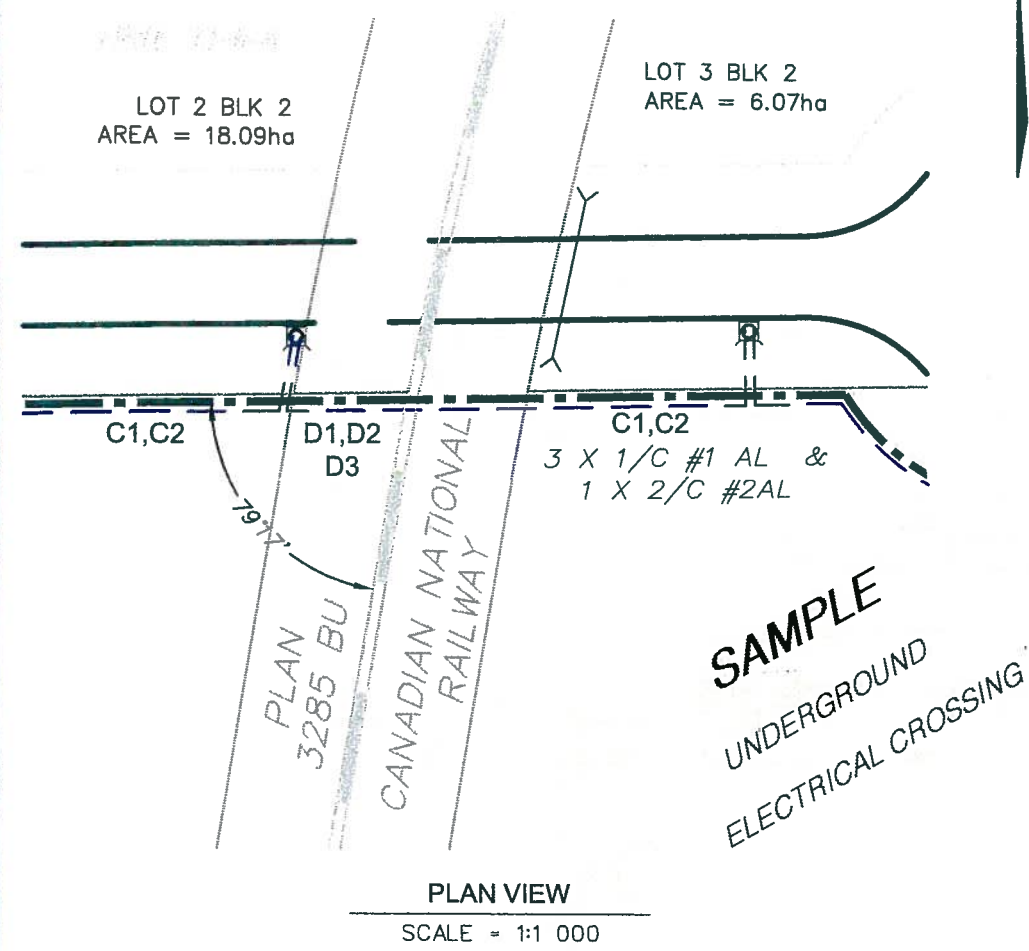 LOT 2 BLK 2
AREA = 18.09ha
LOT 3 BLK 2
AREA = 6.07ha
C1,C2
D1,D2
D3
C1,C2
3 X 1/C #1 AL &
1 X 2/C #2AL
79°17'
PLAN
3285 BU
CANADIAN NATIONAL
RAILWAY
SAMPLE
UNDERGROUND
ELECTRICAL CROSSING
PLAN VIEW
SCALE = 1:1 000